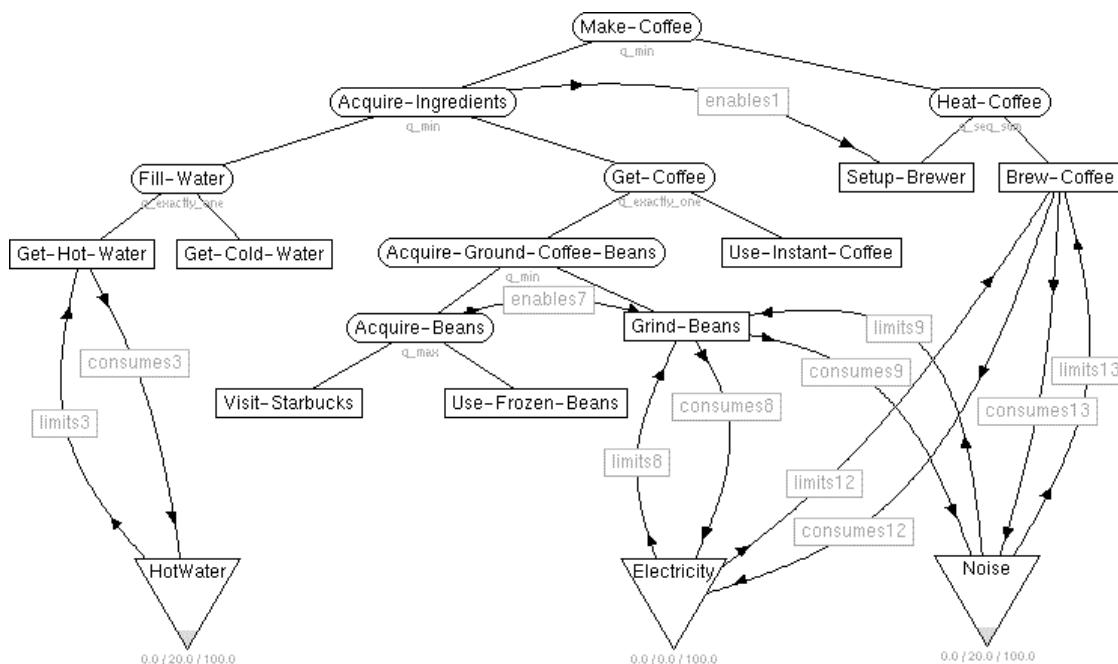 Make-Coffee
q_min
Acquire-Ingredients
q_min
enables1
Heat-Coffee
q_seq_sum
Fill-Water
q_exactly_one
Get-Coffee
q_exactly_one
Setup-Brewer
Brew-Coffee
Get-Hot-Water
Get-Cold-Water
Acquire-Ground-Coffee-Beans
q_min
Use-Instant-Coffee
enables7
Acquire-Beans
q_max
Grind-Beans
limits9
consumes3
consumes9
limits13
Visit-Starbucks
Use-Frozen-Beans
consumes8
consumes13
limits3
limits8
limits12
consumes12
HotWater
Electricity
Noise
0.0 / 20.0 / 100.0
0.0 / 0.0 / 100.0
0.0 / 20.0 / 100.0